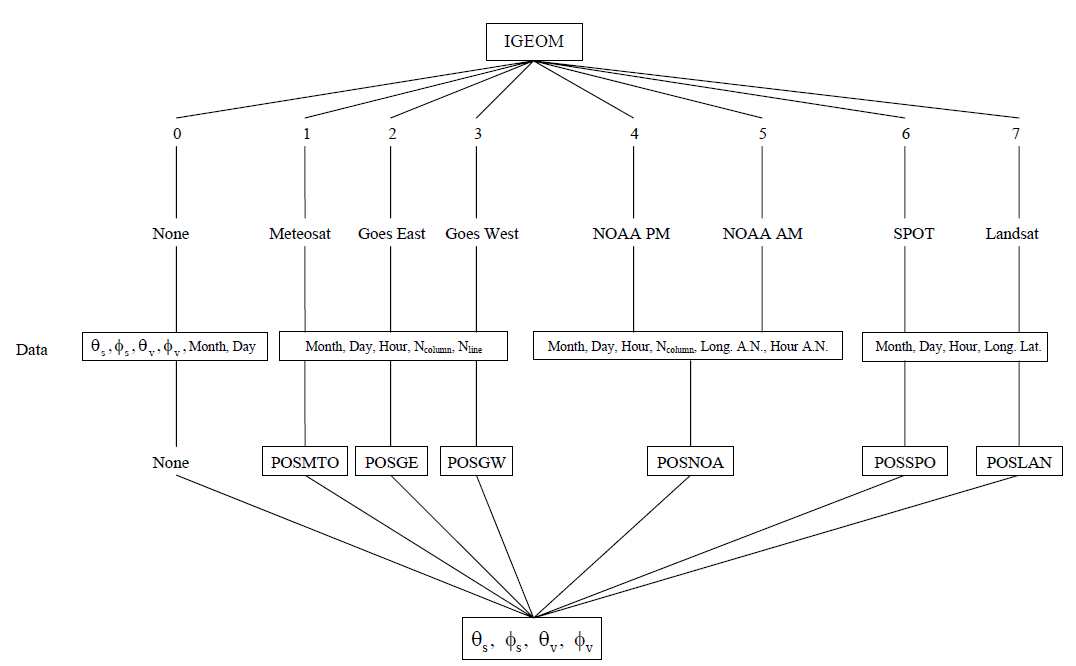 IGEOM
0 1 2 3 4 5 6 7
None Meteosat Goes East Goes West NOAA PM NOAA AM SPOT Landsat
Data θs,ϕs,θv,ϕv, Month, Day Month, Day, Hour, Ncolumn, Nline Month, Day, Hour, Ncolumn, Long. A.N., Hour A.N. Month, Day, Hour, Long. Lat.
None POSMTO POSGE POSGW POSNOA POSSPO POSLAN
θs, ϕs, θv, ϕv